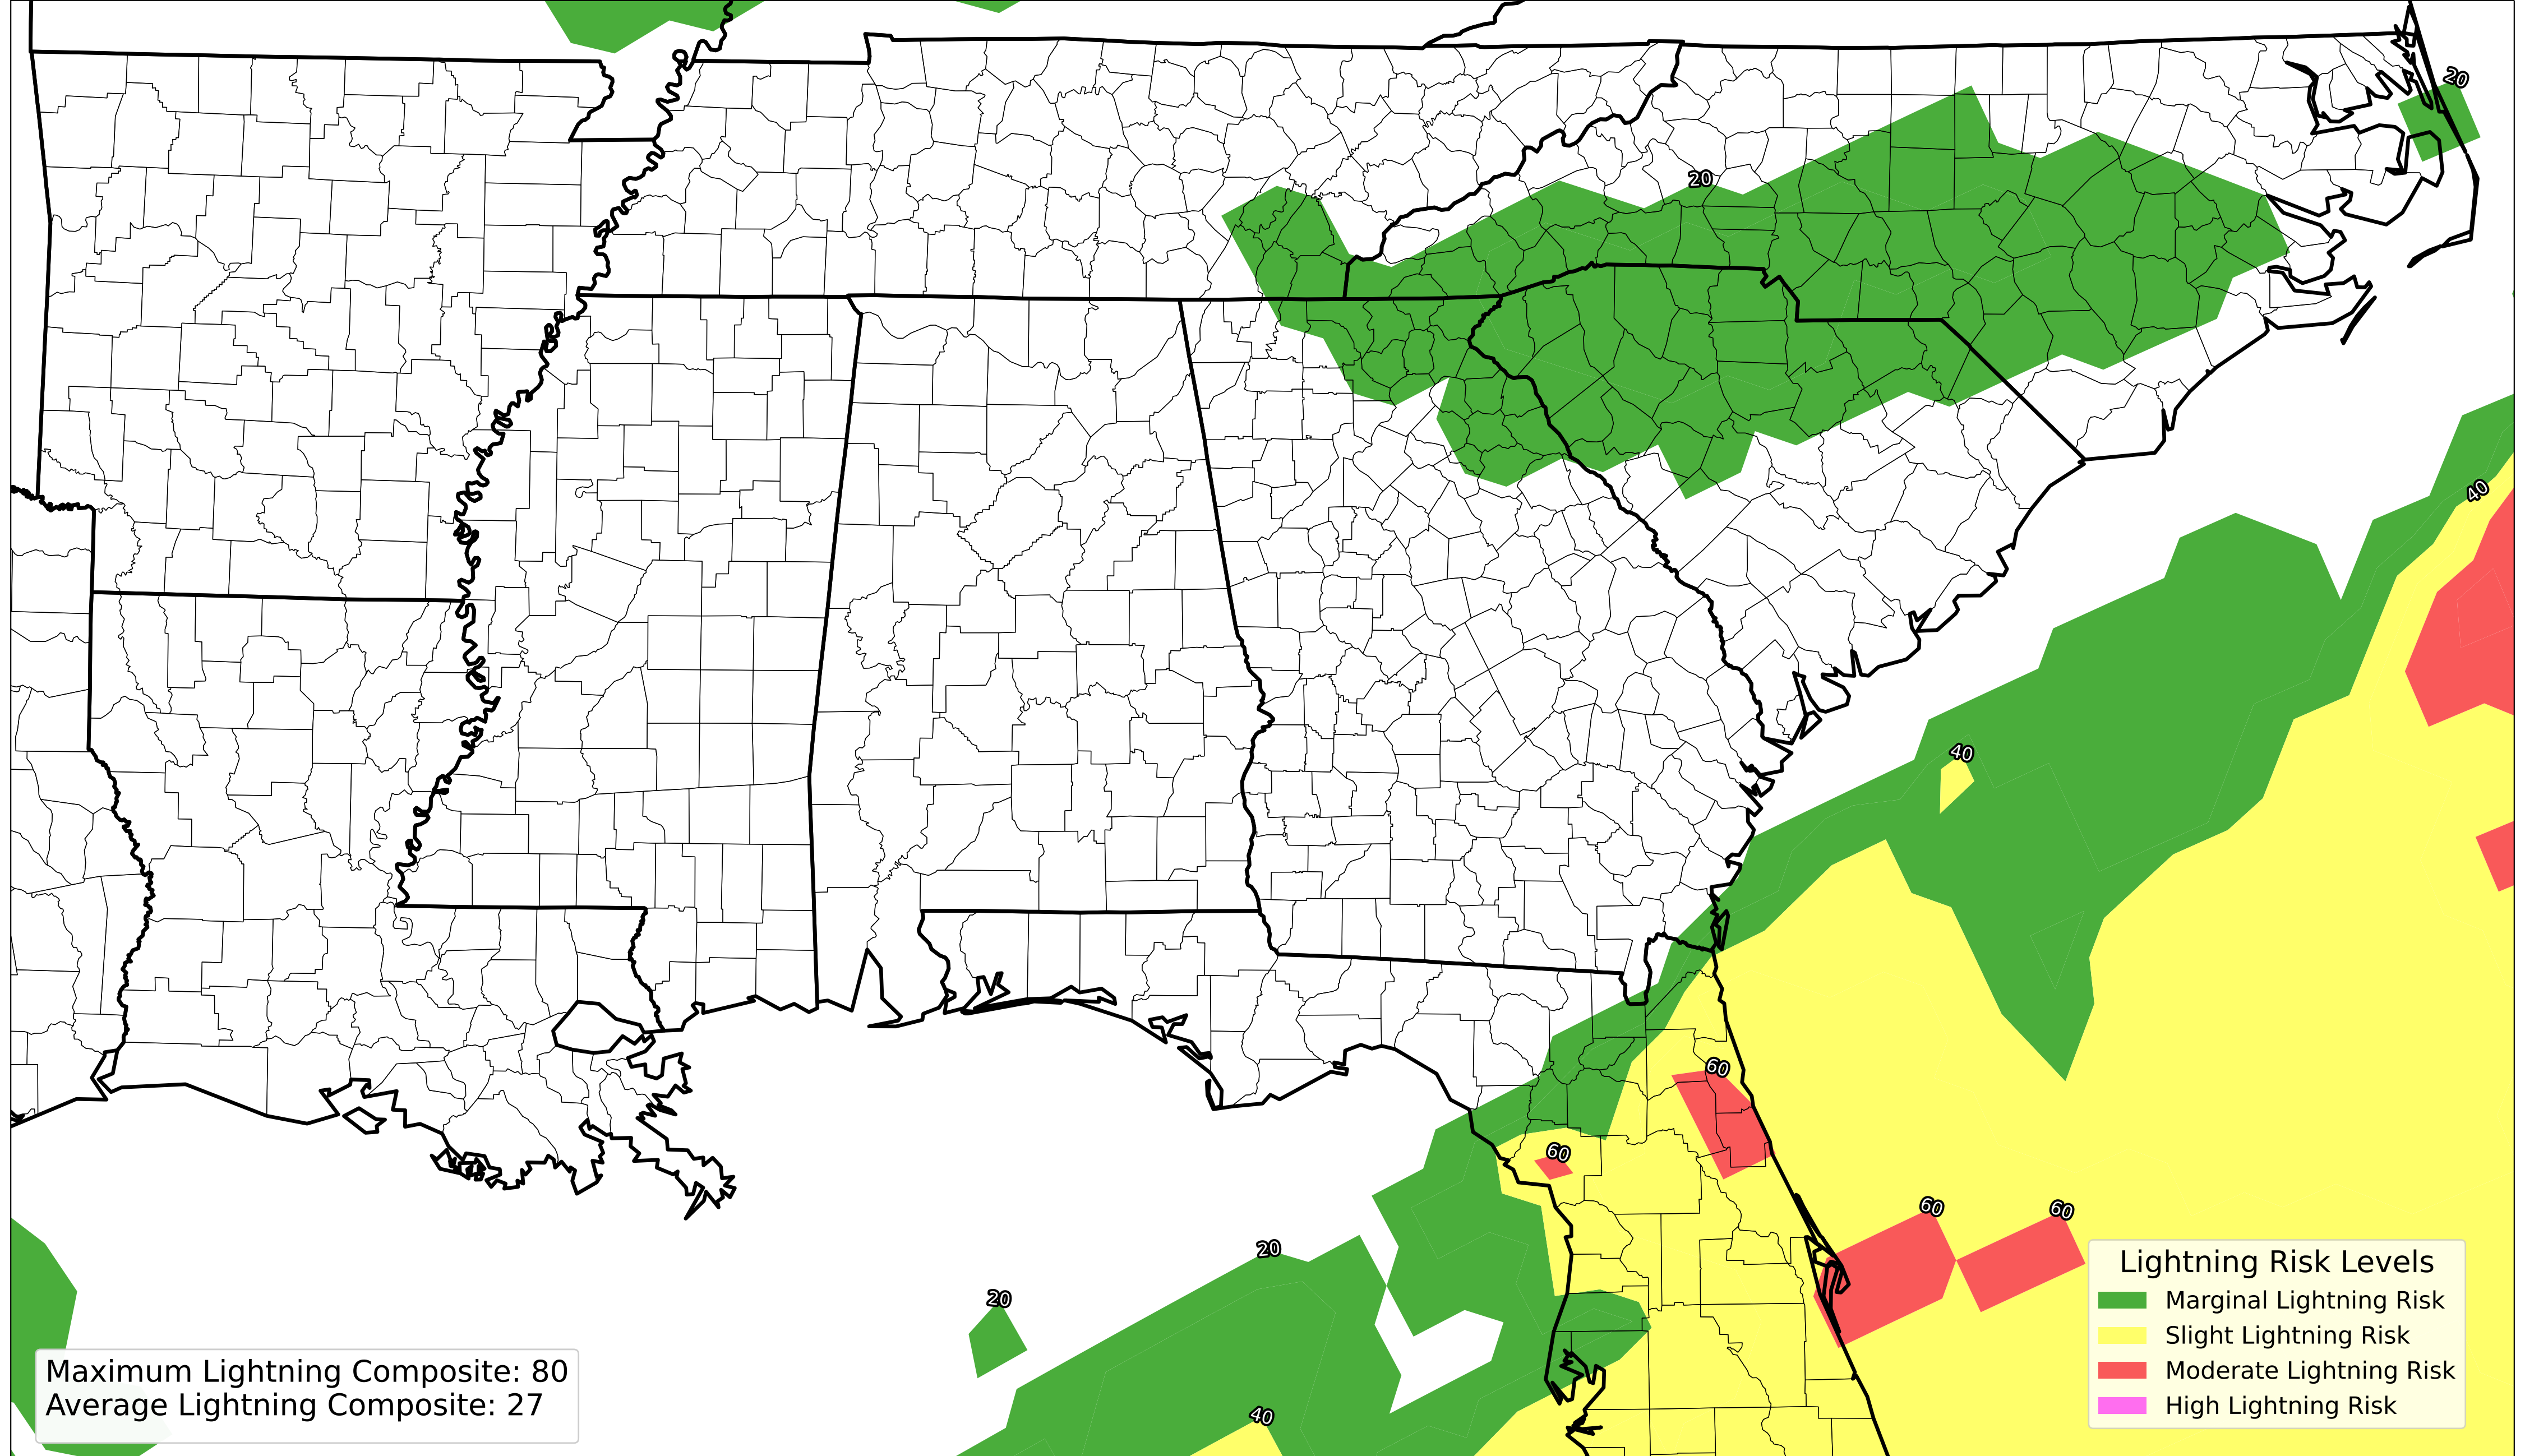 20
20
40
40
60
60
60
60
20
20
40
Lightning Risk Levels
Marginal Lightning Risk
Slight Lightning Risk
Moderate Lightning Risk
High Lightning Risk
Maximum Lightning Composite: 80
Average Lightning Composite: 27